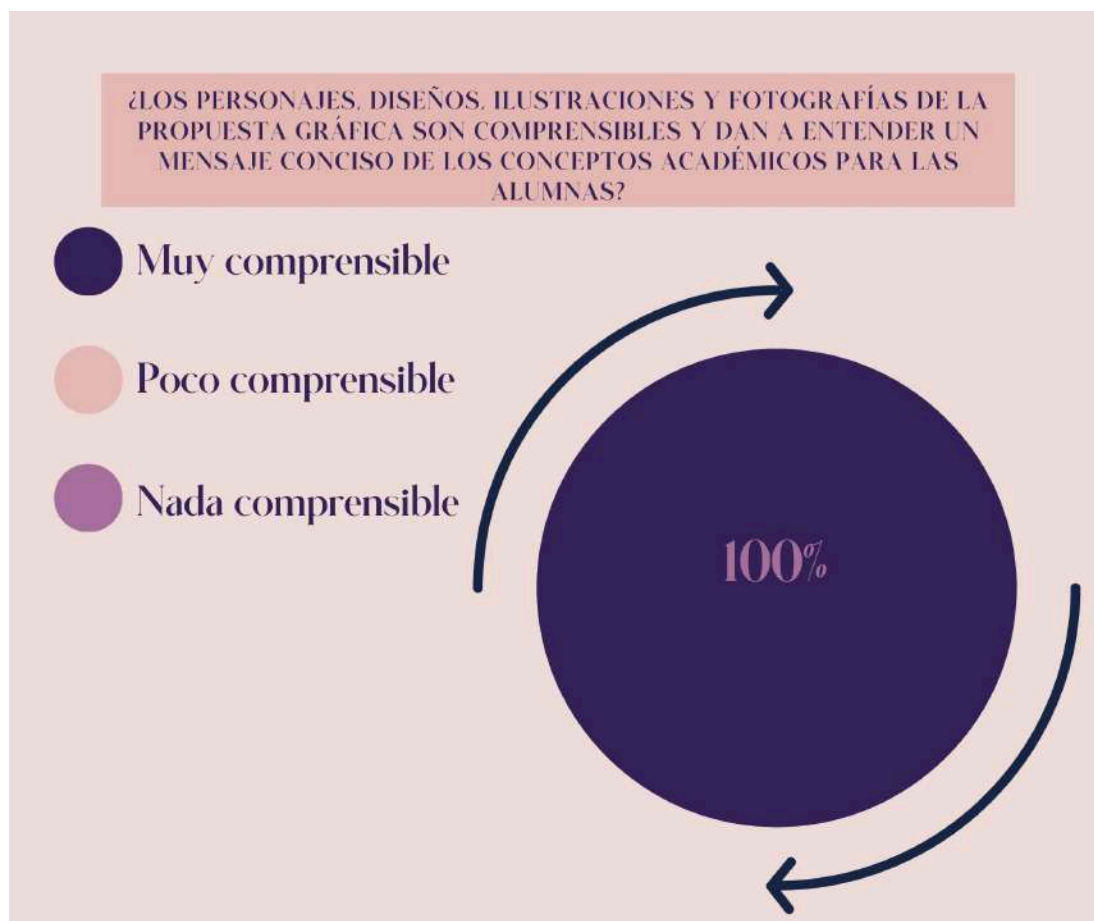 ¿LOS PERSONAJES, DISEÑOS, ILUSTRACIONES Y FOTOGRAFÍAS DE LA
PROPUESTA GRÁFICA SON COMPRENSIBLES Y DAN A ENTENDER UN
MENSAJE CONCISO DE LOS CONCEPTOS ACADÉMICOS PARA LAS
ALUMNAS?
Muy comprensible
Poco comprensible
Nada comprensible
100%